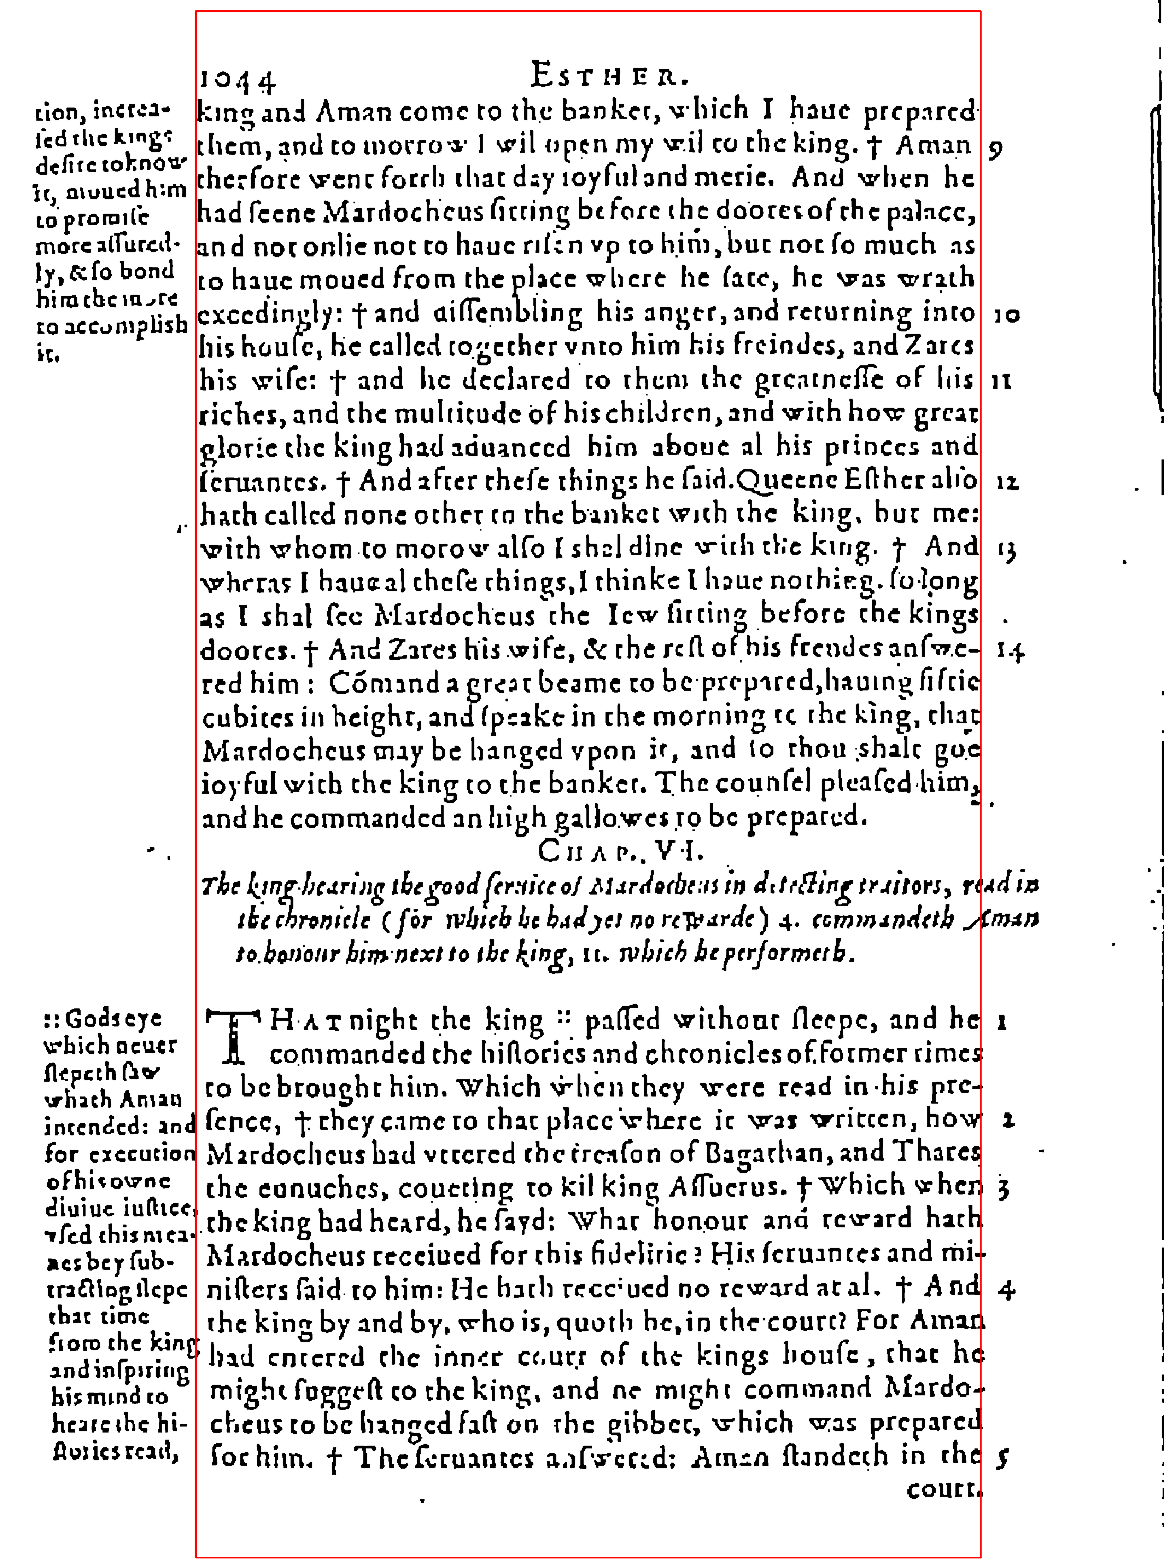 1044 ESTHER.
tion, increa-
sed the kings
desire to know
it, moued him
to promise
more assured-
ly, & so bond
him the more
to accomplish
it.
king and Aman come to the banket, which I haue prepared
them, and to morrow I wil open my wil to the king. † Aman 9
therfore went forth that day ioyful and merie. And when he
had seene Mardocheus sitting before the doores of the palace,
and not onlie not to haue risen vp to him, but not so much as
to haue moued from the place where he sate, he was wrath
excedingly: † and dissembling his anger, and returning into 10
his house, he called together vnto him his freindes, and Zares
his wife: † and he declared to them the greatnesse of his 11
riches, and the multitude of his children, and with how great
glorie the king had aduanced him aboue al his princes and
seruantes. † And after these things he said. Queene Esther also 12
hath called none other to the banket with the king, but me:
with whom to morow also I shal dine with the king. † And 13
wheras I haue al these things, I thinke I haue nothing, so long
as I shal see Mardocheus the Iew sitting before the kings
doores. † And Zares his wife, & the rest of his frendes answe- 14
red him: Cõmand a great beame to be prepared, hauing fiftie
cubites in height, and speake in the morning to the king, that
Mardocheus may be hanged vpon it, and so thou shalt goe
ioyful with the king to the banket. The counsel pleased him,
and he commanded an high gallowes to be prepared.
CHAP. VI.
The king hearing the good seruice of Mardocheus in detecting traitors, read in
the chronicle (for which he had yet no rewarde) 4. commandeth Aman
to honour him next to the king, 11. which he performeth.
:: Gods eye
which neuer
slepeth saw
whath Aman
intended: and
for execution
of his owne
diuine iustice,
vsed this mea-
nes bey sub-
tracting slepe
that time
from the king
and inspiring
his mind to
heare the hi-
stories read,
THAT night the king :: passed without sleepe, and he 1
commanded the histories and chronicles of former times
to be brought him. Which when they were read in his pre-
sence, † they came to that place where it was written, how 2
Mardocheus had vttered the treason of Bagathan, and Thares
the eunuches, coueting to kil king Assuerus. † Which when 3
the king had heard, he sayd: What honour and reward hath
Mardocheus receiued for this fidelitie? His seruantes and mi-
nisters said to him: He hath receiued no reward at al. † And 4
the king by and by, who is, quoth he, in the court? For Aman
had entered the inner court of the kings house, that he
might suggest to the king, and he might command Mardo-
cheus to be hanged fast on the gibbet, which was prepared
for him. † The seruantes answered: Aman standeth in the 5
court.